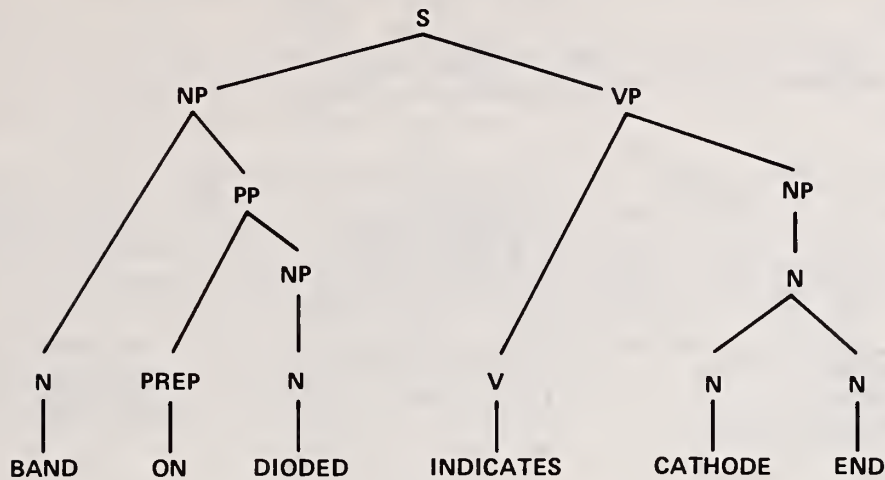 S
NP VP
PP NP
NP N
N PREP N V N N
BAND ON DIODED INDICATES CATHODE END